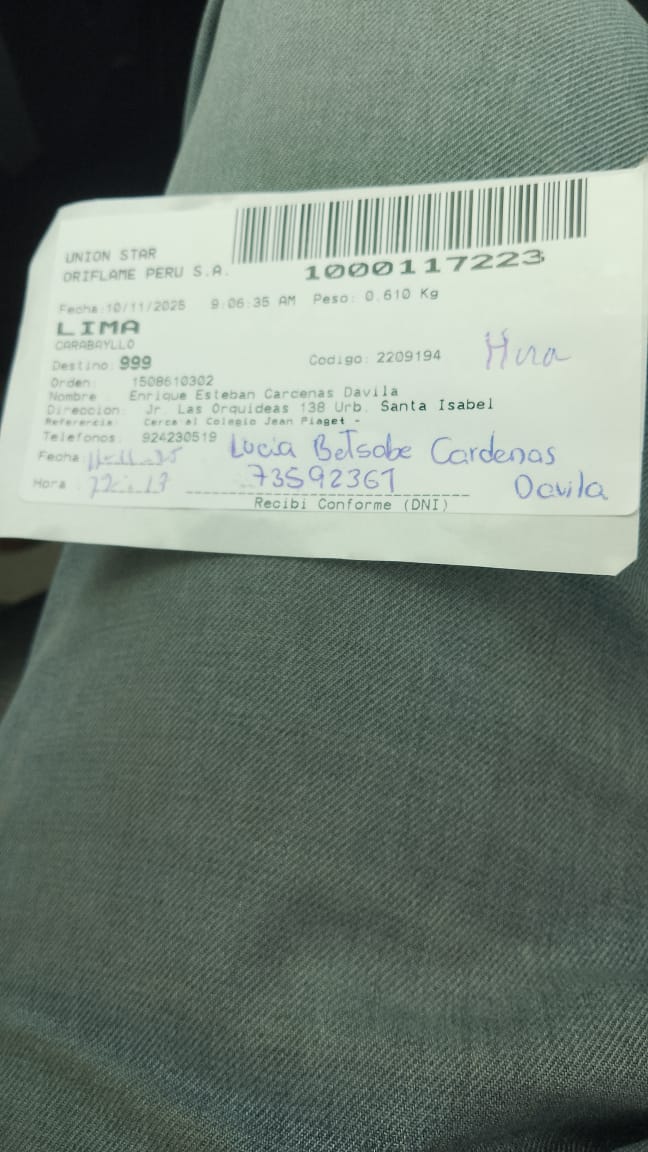 UNION STAR
ORIFLAME PERU S.A.
1000117223
Fecha:10/11/2025 9:06:35 AM Peso: 0.610 Kg
LIMA
CARABAYLLO
Destino: 999 Codigo: 2209194
Orden: 1508610302
Nombre Enrique Esteban Cardenas Davila
Direccion: Jr. Las Orquideas 138 Urb. Santa Isabel
Referencia: Cerca al Colegio Jean Piaget -
Telefonos: 924230519
Lucia Betsabe Cardenas
Davila
Fecha:
73592361
Hora :
Recibi Conforme (DNI)